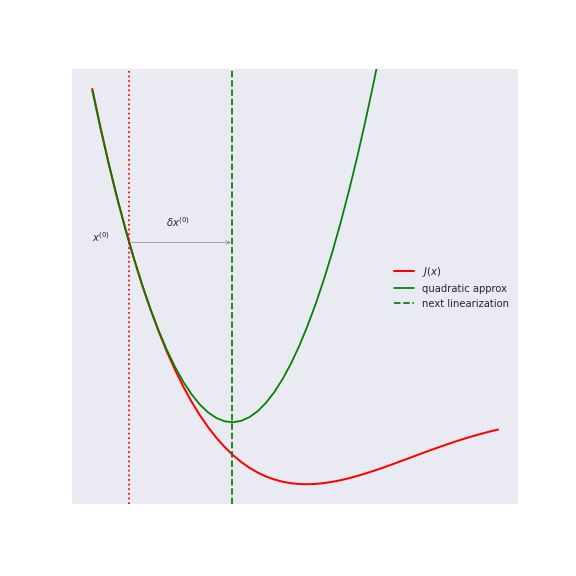 δx⁽⁰⁾
x⁽⁰⁾
J(x)
quadratic approx
next linearization